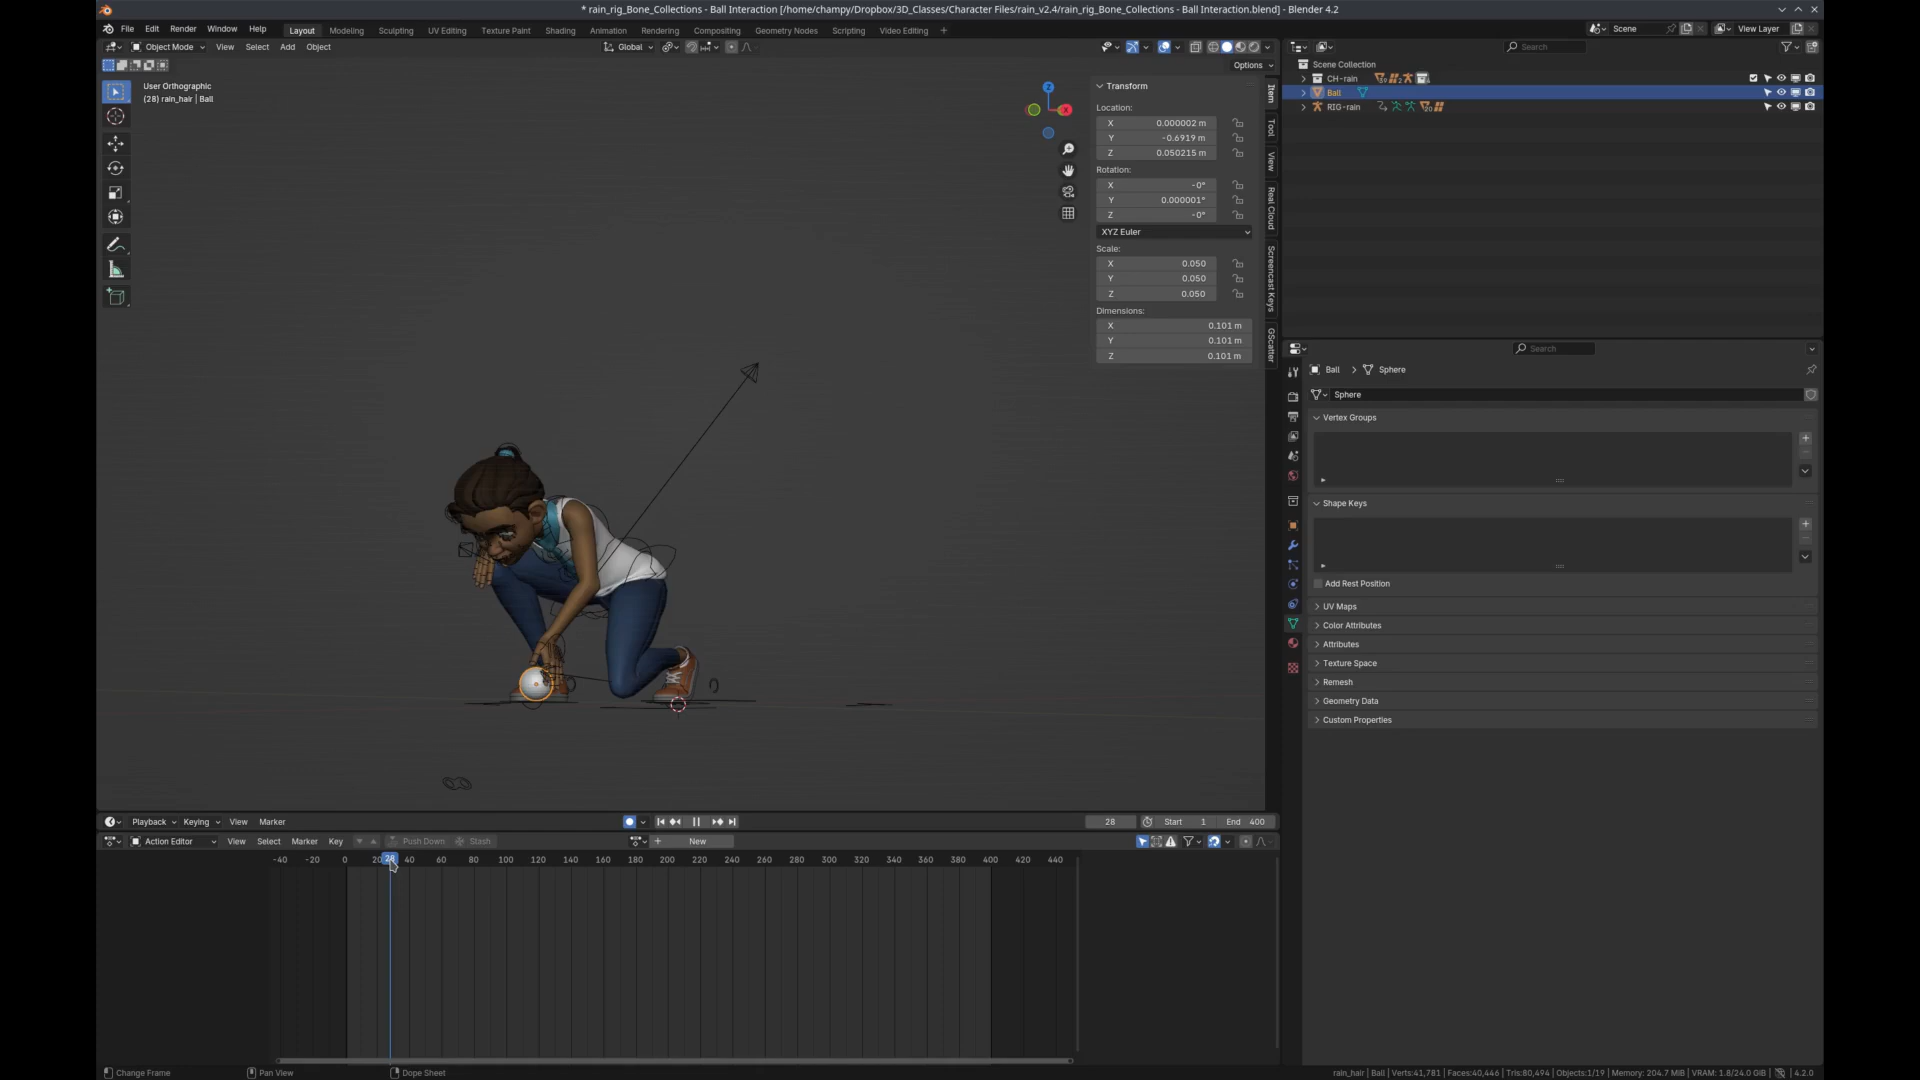 * rain_rig_Bone_Collections - Ball Interaction [/home/champy/Dropbox/3D_Classes/Character Files/rain_v2.4/rain_rig_Bone_Collections - Ball Interaction.blend] - Blender 4.2
File Edit Render Window Help Layout Modeling Sculpting UV Editing Texture Paint Shading Animation Rendering Compositing Geometry Nodes Scripting Video Editing + Scene View Layer
Object Mode View Select Add Object Global Search
Options
User Orthographic
(28) rain_hair | Ball
Z
X
Transform
Location:
X 0.000002 m
Y -0.6919 m
Z 0.050215 m
Rotation:
X -0°
Y 0.000001°
Z -0°
XYZ Euler
Scale:
X 0.050
Y 0.050
Z 0.050
Dimensions:
X 0.101 m
Y 0.101 m
Z 0.101 m
Item
Tool
View
Real Cloud
Screencast Keys
GScatter
Scene Collection
CH-rain
Ball
RIG-rain
Search
Ball > Sphere
Sphere
Vertex Groups
Shape Keys
Add Rest Position
UV Maps
Color Attributes
Attributes
Texture Space
Remesh
Geometry Data
Custom Properties
Playback Keying View Marker 28 Start 1 End 400
Action Editor View Select Marker Key Push Down Stash + New
-40 -20 0 20 28 40 60 80 100 120 140 160 180 200 220 240 260 280 300 320 340 360 380 400 420 440
Change Frame Pan View Dope Sheet rain_hair | Ball | Verts:41,781 | Faces:40,446 | Tris:80,494 | Objects:1/19 | Memory: 204.7 MiB | VRAM: 1.8/24.0 GiB | 4.2.0